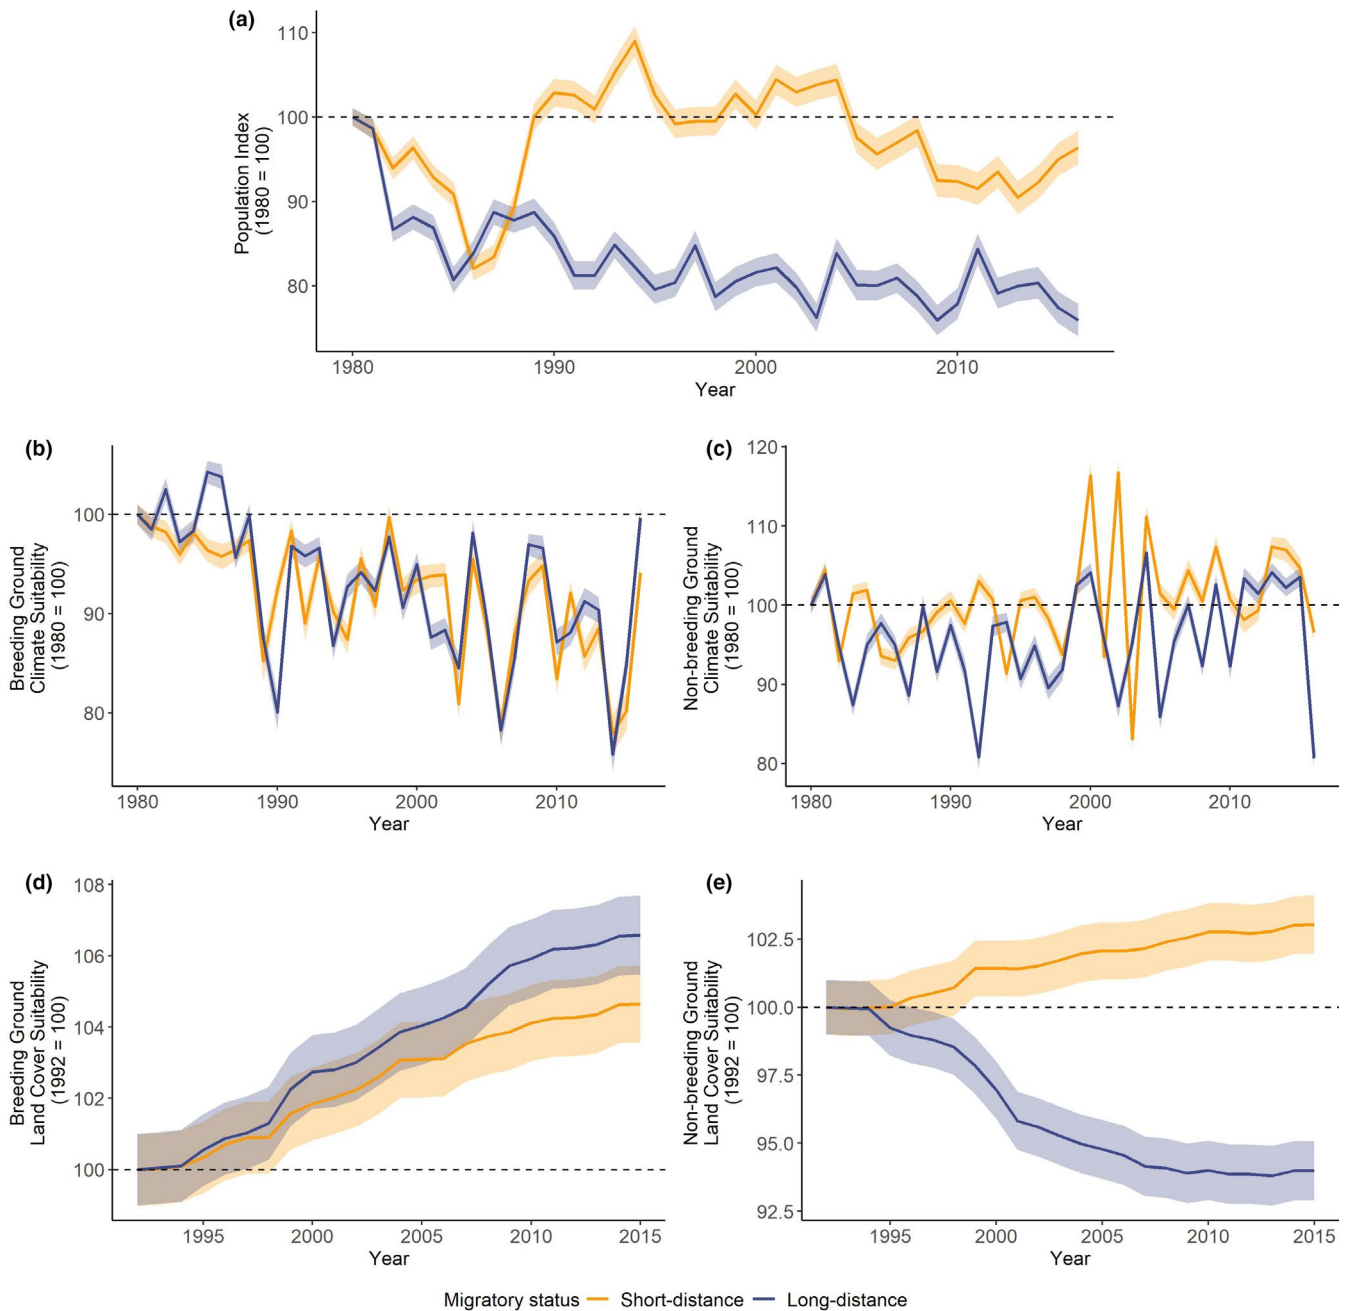 (a)
110
100
90
80
Population Index
(1980 = 100)
1980
1990
2000
2010
Year
(b)
100
90
80
Breeding Ground
Climate Suitability
(1980 = 100)
1980
1990
2000
2010
Year
(c)
120
110
100
90
80
Non-breeding Ground
Climate Suitability
(1980 = 100)
1980
1990
2000
2010
Year
(d)
108
106
104
102
100
Breeding Ground
Land Cover Suitability
(1992 = 100)
1995
2000
2005
2010
2015
Year
(e)
102.5
100.0
97.5
95.0
92.5
Non-breeding Ground
Land Cover Suitability
(1992 = 100)
1995
2000
2005
2010
2015
Year
Migratory status Short-distance Long-distance